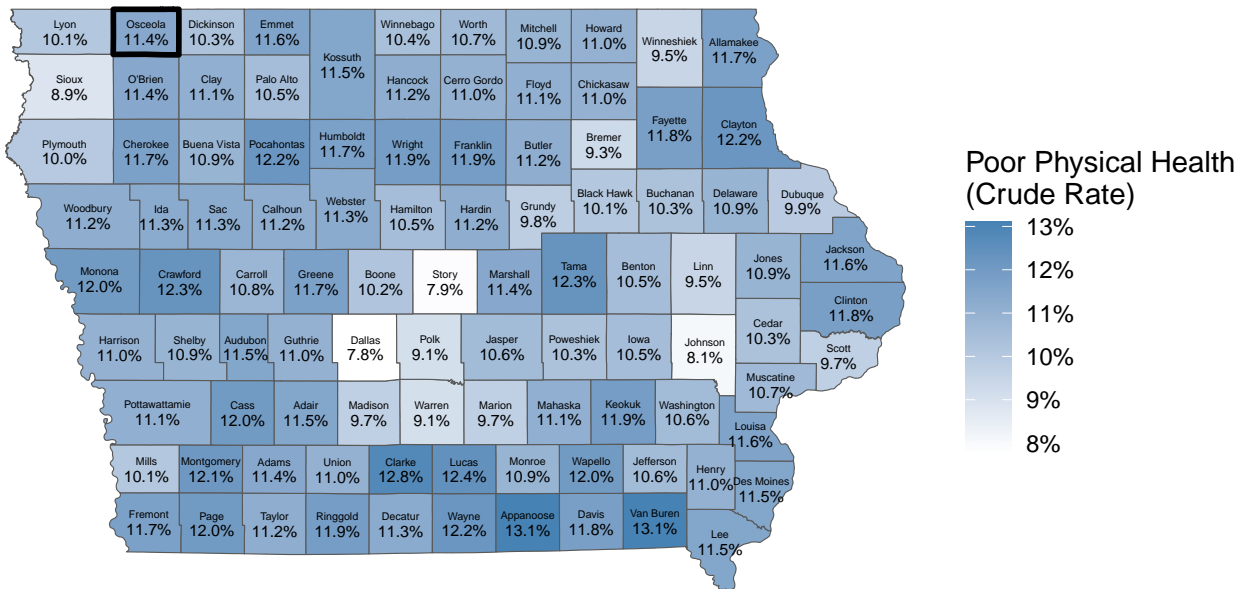 Lyon
10.1%
Osceola
11.4%
Dickinson
10.3%
Emmet
11.6%
Kossuth
11.5%
Winnebago
10.4%
Worth
10.7%
Mitchell
10.9%
Howard
11.0%
Winneshiek
9.5%
Allamakee
11.7%
Sioux
8.9%
O'Brien
11.4%
Clay
11.1%
Palo Alto
10.5%
Hancock
11.2%
Cerro Gordo
11.0%
Floyd
11.1%
Chickasaw
11.0%
Fayette
11.8%
Clayton
12.2%
Plymouth
10.0%
Cherokee
11.7%
Buena Vista
10.9%
Pocahontas
12.2%
Humboldt
11.7%
Wright
11.9%
Franklin
11.9%
Butler
11.2%
Bremer
9.3%
Woodbury
11.2%
Ida
11.3%
Sac
11.3%
Calhoun
11.2%
Webster
11.3%
Hamilton
10.5%
Hardin
11.2%
Grundy
9.8%
Black Hawk
10.1%
Buchanan
10.3%
Delaware
10.9%
Dubuque
9.9%
Monona
12.0%
Crawford
12.3%
Carroll
10.8%
Greene
11.7%
Boone
10.2%
Story
7.9%
Marshall
11.4%
Tama
12.3%
Benton
10.5%
Linn
9.5%
Jones
10.9%
Jackson
11.6%
Clinton
11.8%
Harrison
11.0%
Shelby
10.9%
Audubon
11.5%
Guthrie
11.0%
Dallas
7.8%
Polk
9.1%
Jasper
10.6%
Poweshiek
10.3%
Iowa
10.5%
Johnson
8.1%
Cedar
10.3%
Scott
9.7%
Muscatine
10.7%
Pottawattamie
11.1%
Cass
12.0%
Adair
11.5%
Madison
9.7%
Warren
9.1%
Marion
9.7%
Mahaska
11.1%
Keokuk
11.9%
Washington
10.6%
Louisa
11.6%
Mills
10.1%
Montgomery
12.1%
Adams
11.4%
Union
11.0%
Clarke
12.8%
Lucas
12.4%
Monroe
10.9%
Wapello
12.0%
Jefferson
10.6%
Henry
11.0%
Des Moines
11.5%
Fremont
11.7%
Page
12.0%
Taylor
11.2%
Ringgold
11.9%
Decatur
11.3%
Wayne
12.2%
Appanoose
13.1%
Davis
11.8%
Van Buren
13.1%
Lee
11.5%
Poor Physical Health
(Crude Rate)
13%
12%
11%
10%
9%
8%